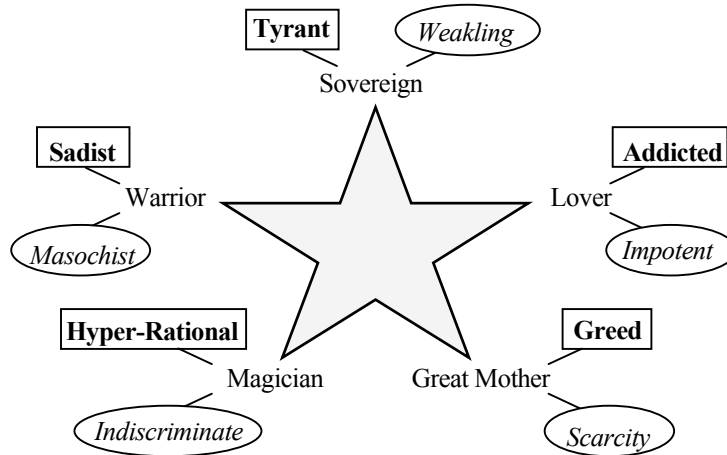 Tyrant
Weakling
Sovereign
Sadist
Warrior
Masochist
Addicted
Lover
Impotent
Hyper-Rational
Magician
Indiscriminate
Greed
Great Mother
Scarcity